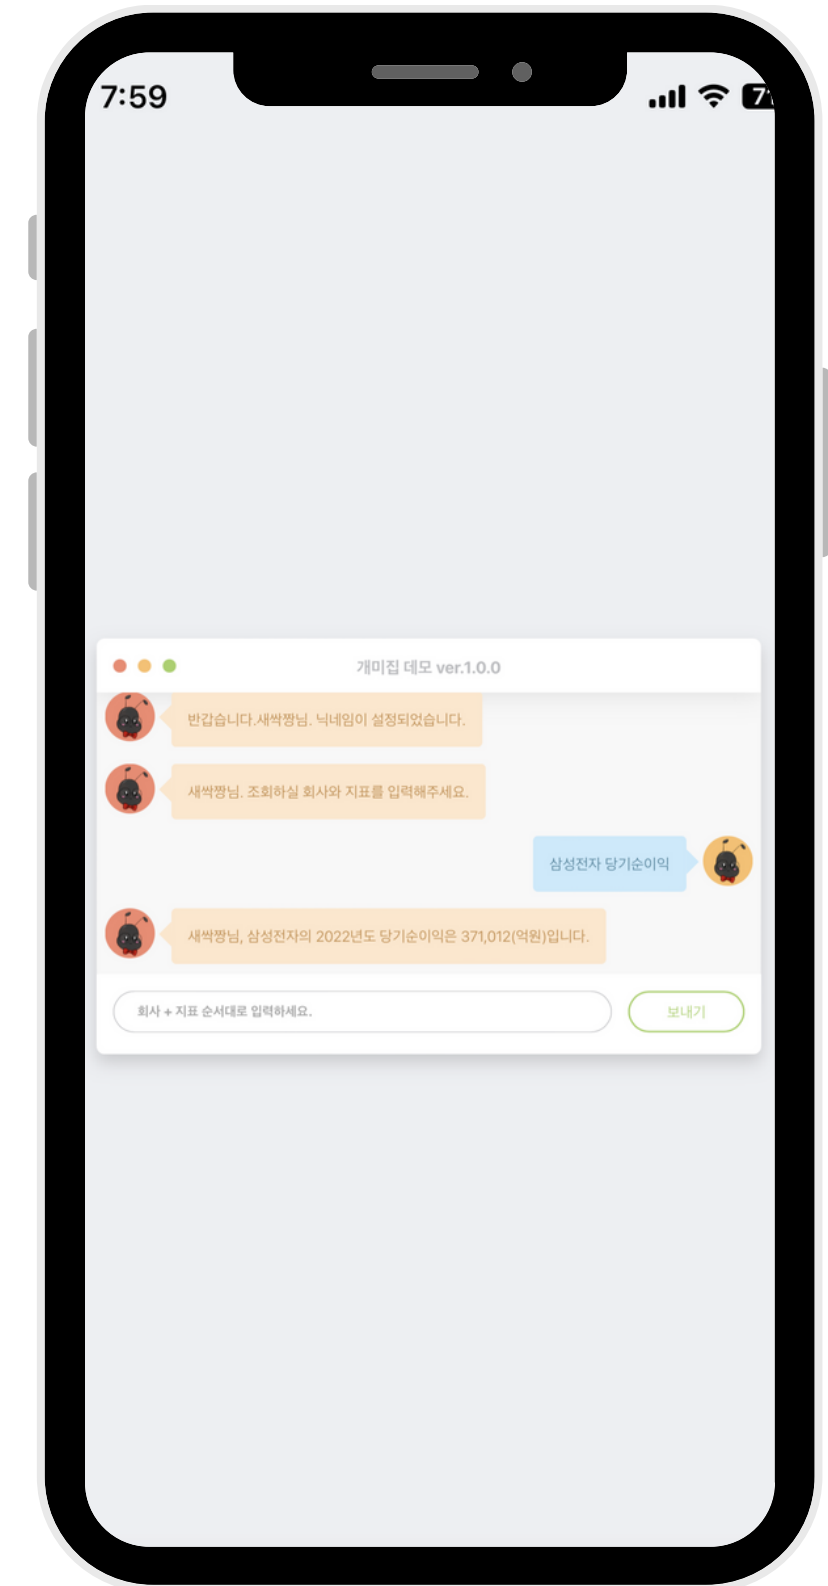 7:59
개미집 데모 ver.1.0.0
반갑습니다.새싹짱님. 닉네임이 설정되었습니다.
새싹짱님. 조회하실 회사와 지표를 입력해주세요.
삼성전자 당기순이익
새싹짱님, 삼성전자의 2022년도 당기순이익은 371,012(억원)입니다.
회사 + 지표 순서대로 입력하세요.
보내기